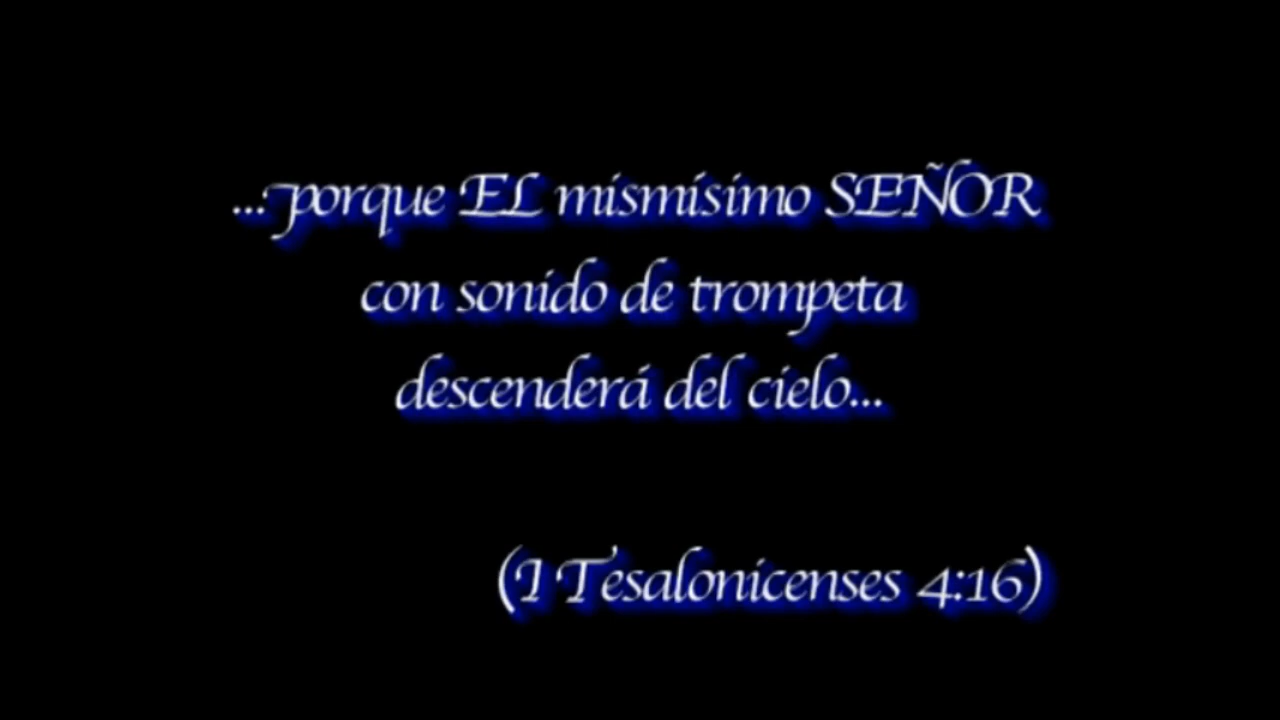 ...porque EL mismísimo SEÑOR
con sonido de trompeta
descenderá del cielo...
(I Tesalonicenses 4:16)